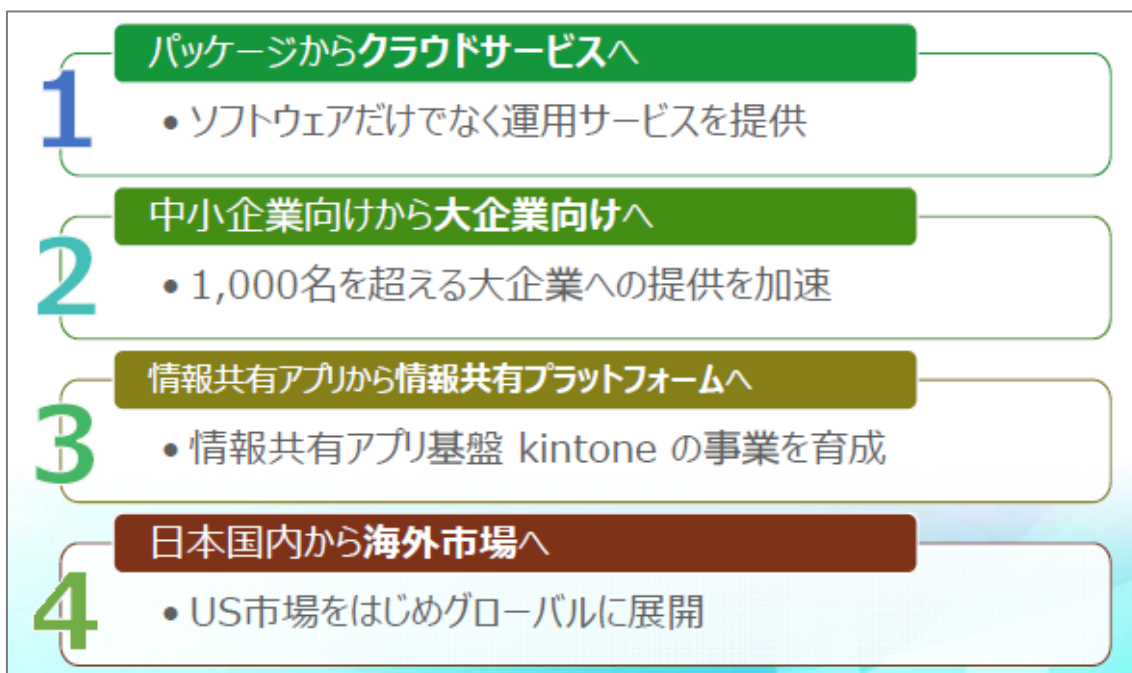 1
パッケージからクラウドサービスへ
• ソフトウェアだけでなく運用サービスを提供
2
中小企業向けから大企業向けへ
• 1,000名を超える大企業への提供を加速
3
情報共有アプリから情報共有プラットフォームへ
• 情報共有アプリ基盤 kintone の事業を育成
4
日本国内から海外市場へ
• US市場をはじめグローバルに展開